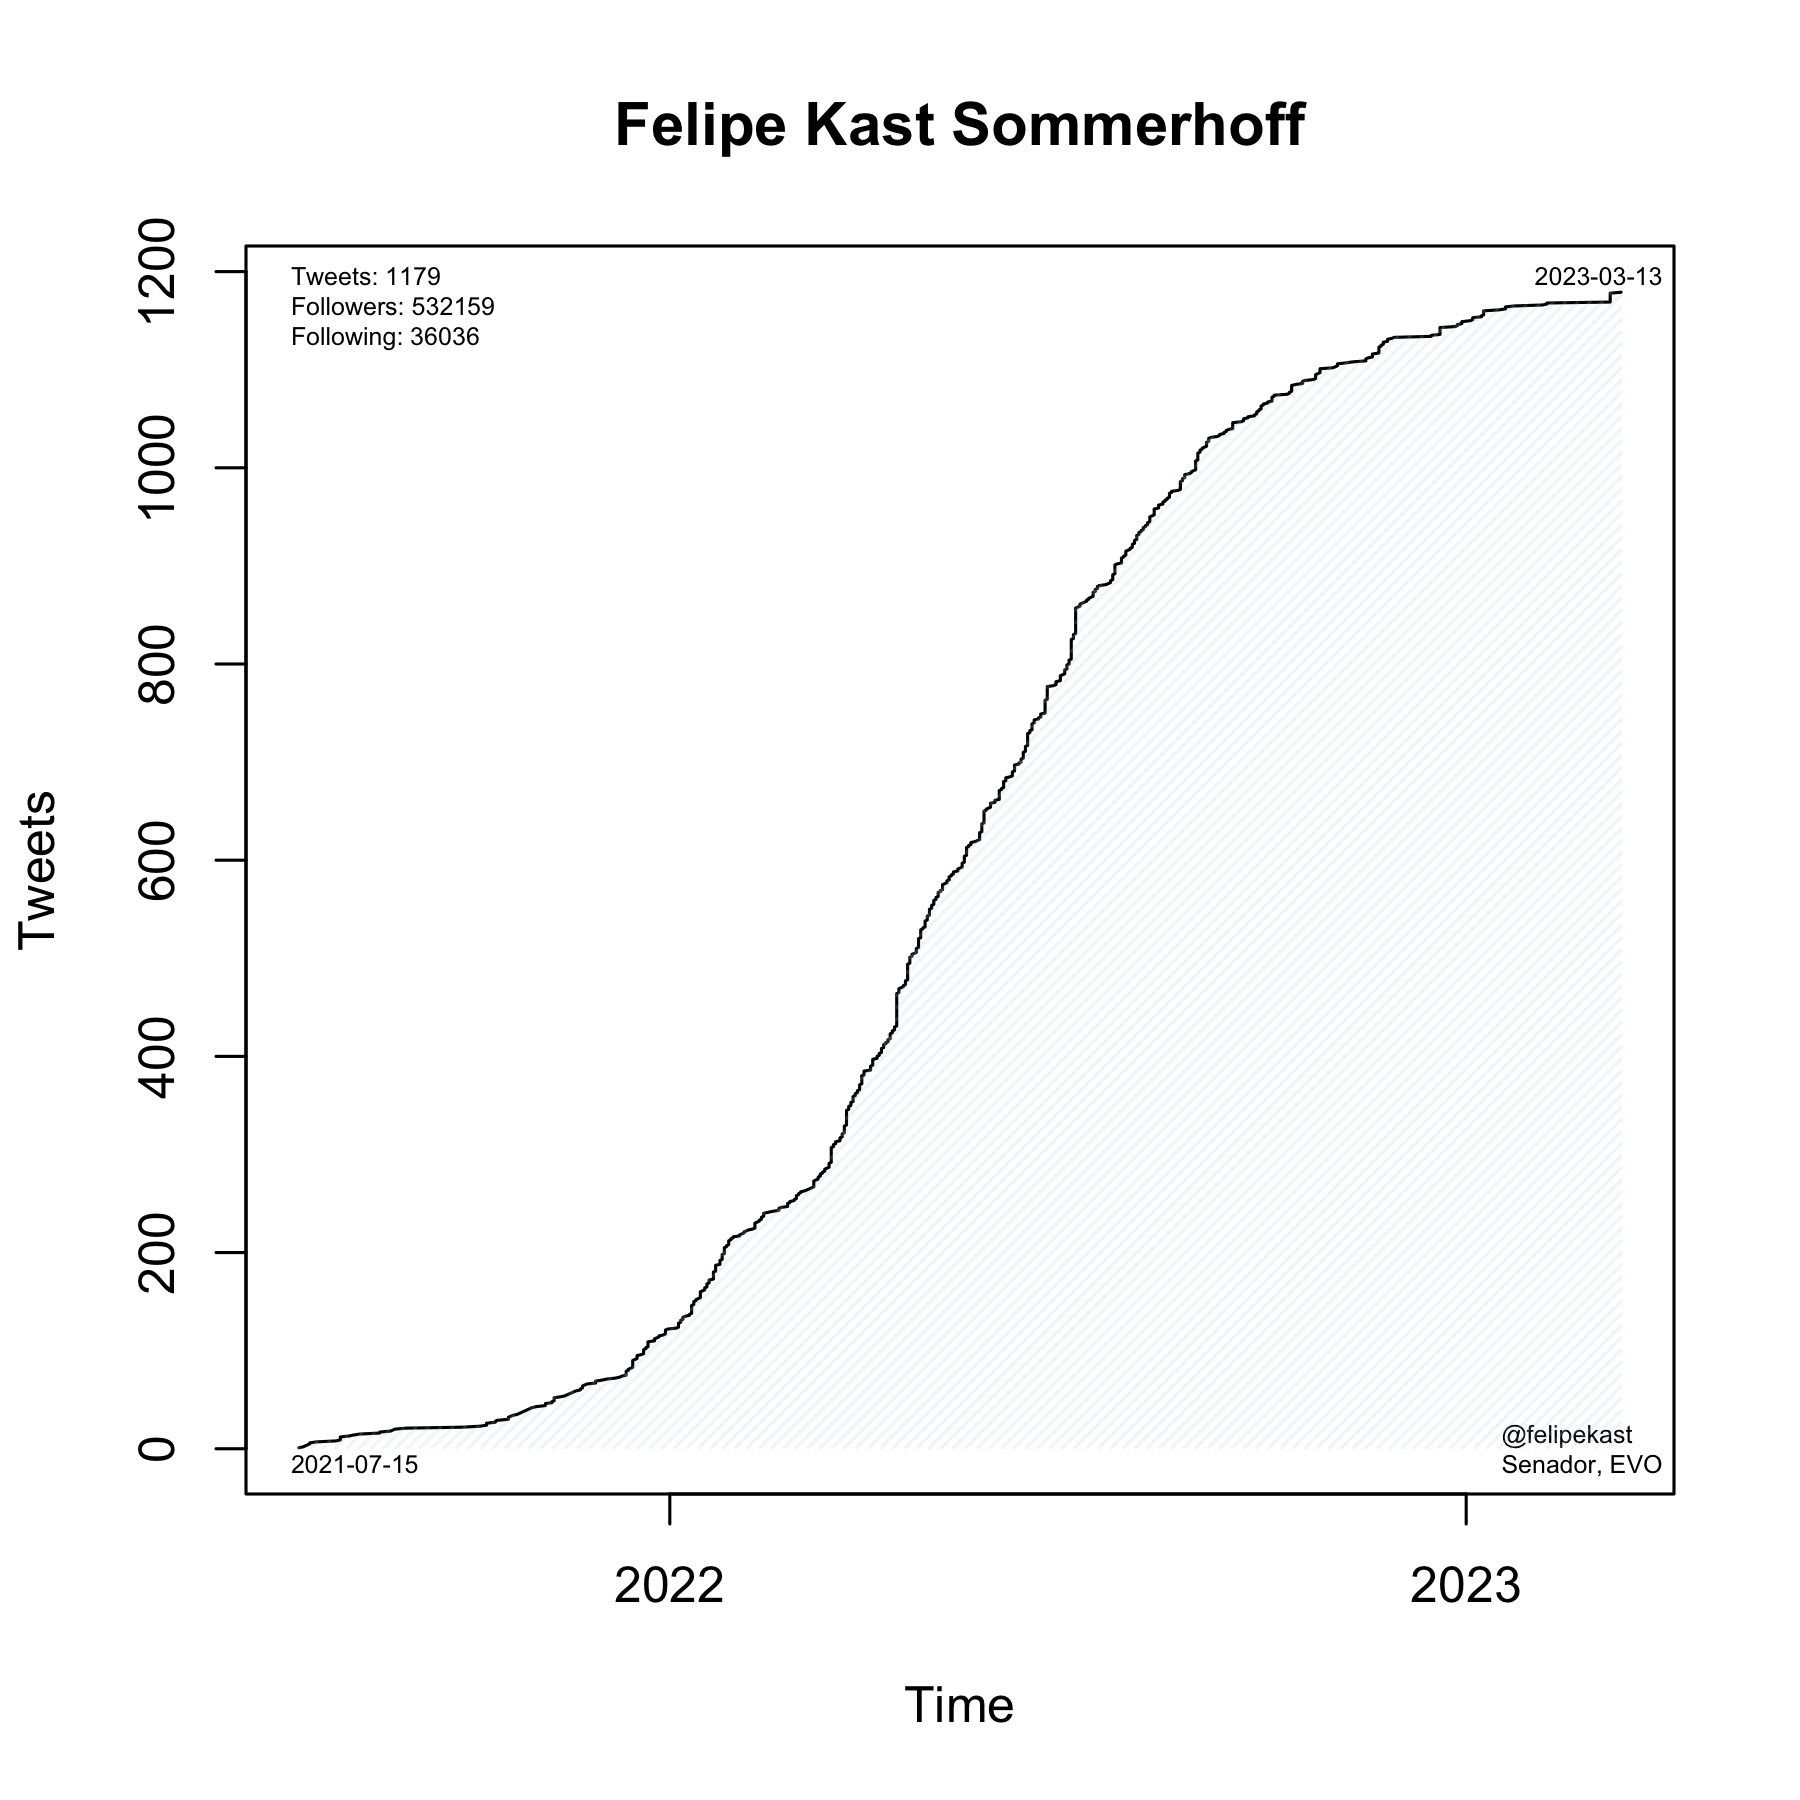 Felipe Kast Sommerhoff
Tweets: 1179
Followers: 532159
Following: 36036
2023-03-13
1200
1000
800
600
400
200
0
Tweets
2021-07-15
@felipekast
Senador, EVO
2022
2023
Time